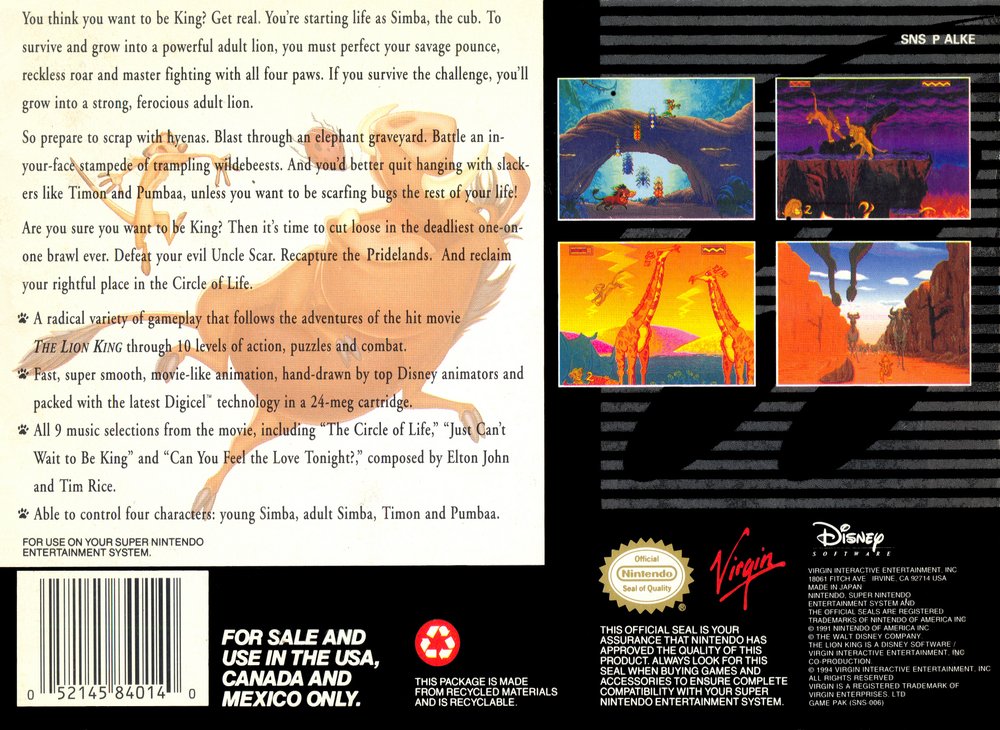 You think you want to be King? Get real. You're starting life as Simba, the cub. To
survive and grow into a powerful adult lion, you must perfect your savage pounce,
reckless roar and master fighting with all four paws. If you survive the challenge, you'll
grow into a strong, ferocious adult lion.
So prepare to scrap with hyenas. Blast through an elephant graveyard. Battle an in-
your-face stampede of trampling wildebeests. And you'd better quit hanging with slack-
ers like Timon and Pumbaa, unless you want to be scarfing bugs the rest of your life!
Are you sure you want to be King? Then it's time to cut loose in the deadliest one-on-
one brawl ever. Defeat your evil Uncle Scar. Recapture the Pridelands. And reclaim
your rightful place in the Circle of Life.
A radical variety of gameplay that follows the adventures of the hit movie
THE LION KING through 10 levels of action, puzzles and combat.
Fast, super smooth, movie-like animation, hand-drawn by top Disney animators and
packed with the latest Digicel™ technology in a 24-meg cartridge.
All 9 music selections from the movie, including “The Circle of Life,” “Just Can't
Wait to Be King” and “Can You Feel the Love Tonight?,” composed by Elton John
and Tim Rice.
Able to control four characters: young Simba, adult Simba, Timon and Pumbaa.
FOR USE ON YOUR SUPER NINTENDO
ENTERTAINMENT SYSTEM.
0 52145 84014 0
FOR SALE AND
USE IN THE USA,
CANADA AND
MEXICO ONLY.
THIS PACKAGE IS MADE
FROM RECYCLED MATERIALS
AND IS RECYCLABLE.
SNS P ALKE
2
2
Official
Nintendo
Seal of Quality
®
Virgin
THIS OFFICIAL SEAL IS YOUR
ASSURANCE THAT NINTENDO HAS
APPROVED THE QUALITY OF THIS
PRODUCT. ALWAYS LOOK FOR THIS
SEAL WHEN BUYING GAMES AND
ACCESSORIES TO ENSURE COMPLETE
COMPATIBILITY WITH YOUR SUPER
NINTENDO ENTERTAINMENT SYSTEM.
DISNEY
SOFTWARE
VIRGIN INTERACTIVE ENTERTAINMENT, INC
18061 FITCH AVE IRVINE, CA 92714 USA
MADE IN JAPAN
NINTENDO, SUPER NINTENDO
ENTERTAINMENT SYSTEM AND
THE OFFICIAL SEALS ARE REGISTERED
TRADEMARKS OF NINTENDO OF AMERICA INC
© 1991 NINTENDO OF AMERICA INC
© THE WALT DISNEY COMPANY
THE LION KING IS A DISNEY SOFTWARE /
VIRGIN INTERACTIVE ENTERTAINMENT, INC
CO-PRODUCTION.
© 1994 VIRGIN INTERACTIVE ENTERTAINMENT, INC
ALL RIGHTS RESERVED
VIRGIN IS A REGISTERED TRADEMARK OF
VIRGIN ENTERPRISES. LTD
GAME PAK (SNS-006)